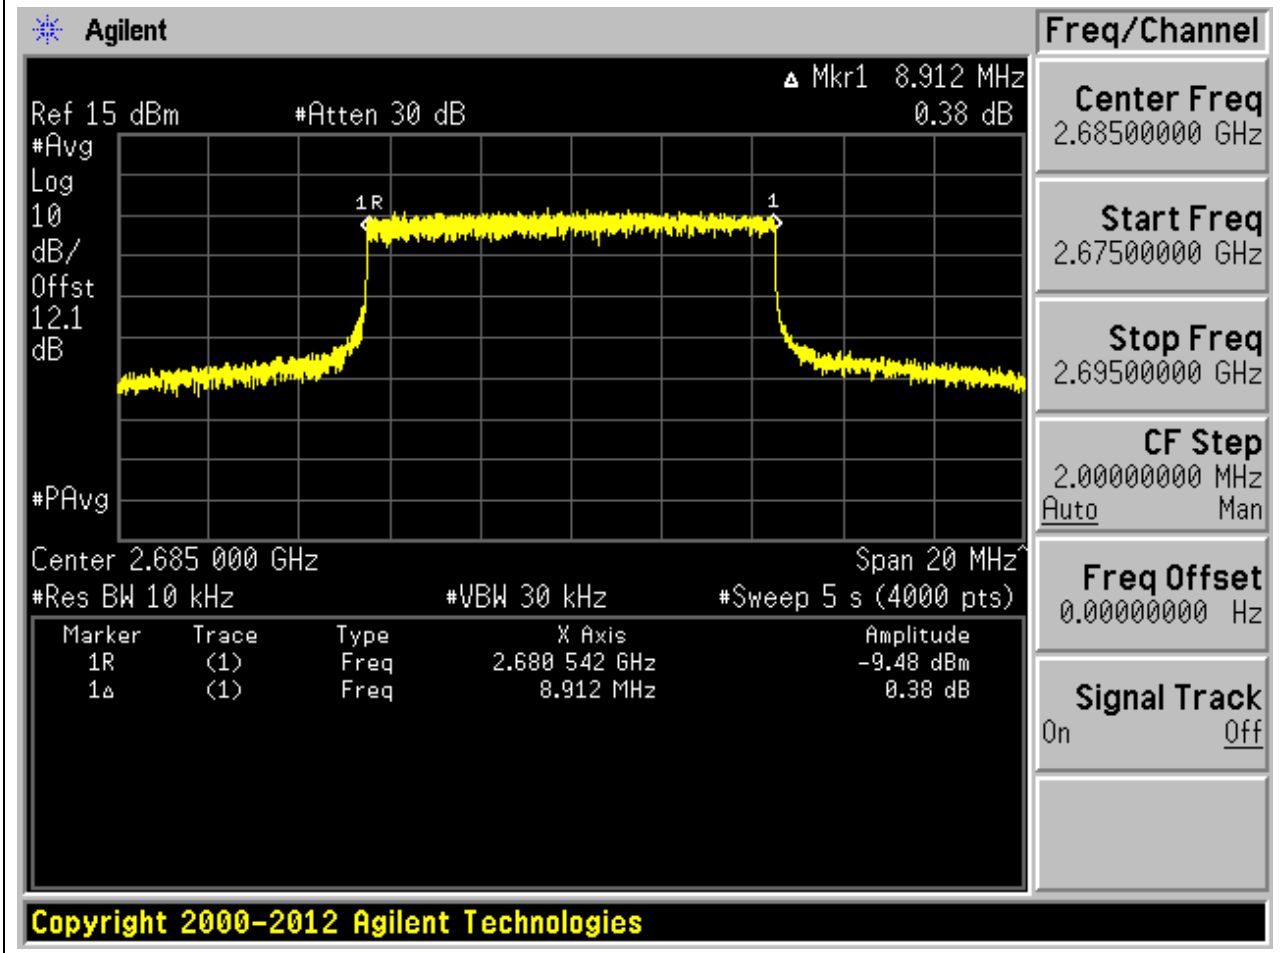 Agilent
Freq/Channel
Δ Mkr1 8.912 MHz
Ref 15 dBm #Atten 30 dB 0.38 dB
#Avg
Log
10
dB/
Offst
12.1
dB
1R
1
#PAvg
Center 2.685 000 GHz Span 20 MHz^
#Res BW 10 kHz #VBW 30 kHz #Sweep 5 s (4000 pts)
Marker Trace Type X Axis Amplitude
1R (1) Freq 2.680 542 GHz -9.48 dBm
1Δ (1) Freq 8.912 MHz 0.38 dB
Center Freq
2.68500000 GHz
Start Freq
2.67500000 GHz
Stop Freq
2.69500000 GHz
CF Step
2.00000000 MHz
Auto Man
Freq Offset
0.00000000 Hz
Signal Track
On Off
Copyright 2000-2012 Agilent Technologies